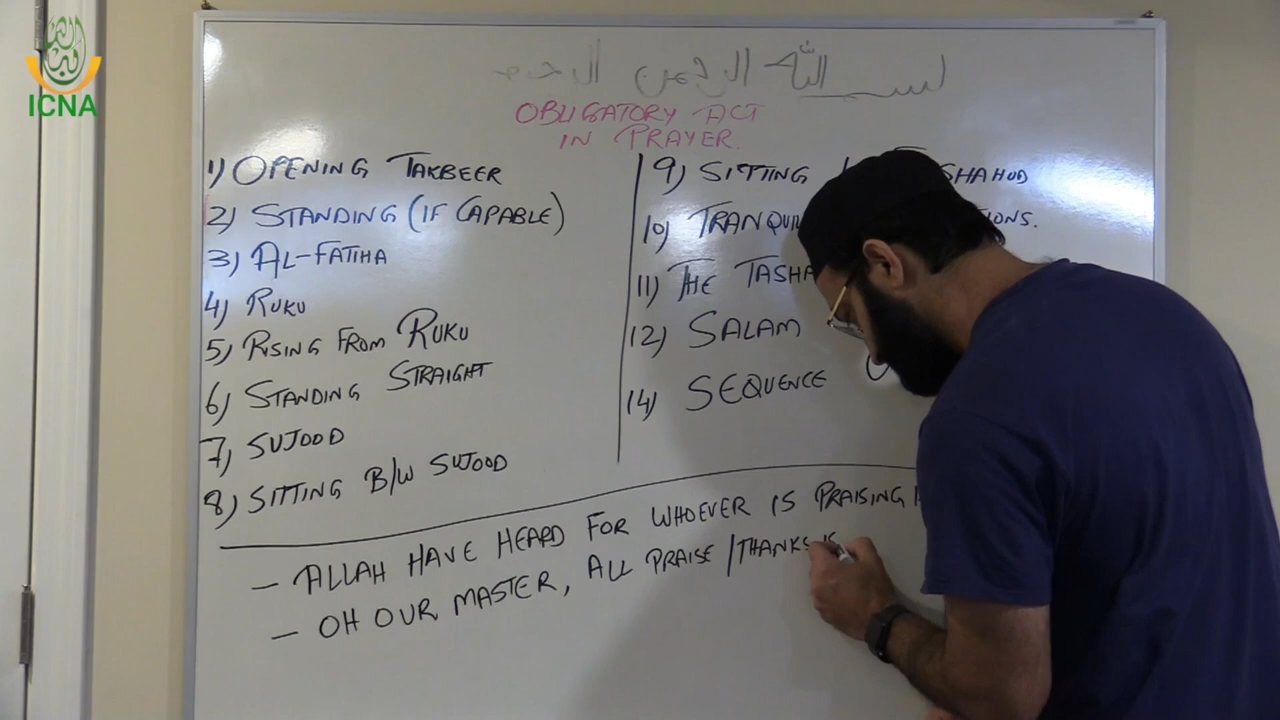 ICNA
بسم الله الرحمن الرحيم
OBLIGATORY ACT
IN PRAYER.
1) OPENING TAKBEER
2) STANDING (IF CAPABLE)
3) AL-FATIHA
4) RUKU
5) RISING FROM RUKU
6) STANDING STRAIGHT
7) SUJOOD
8) SITTING B/W SUJOOD
9) SITTING
10)
11) THE
12) SALAM
14) SEQUENCE
- ALLAH HAVE HEARD FOR WHOEVER IS PRAISING
- OH OUR MASTER, ALL PRAISE/THANKS IS